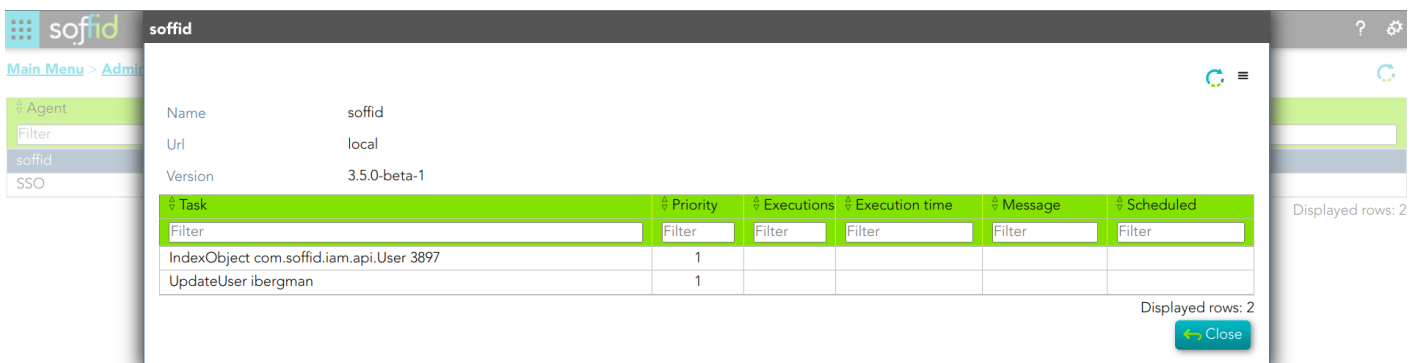 soffid
soffid
?
Main Menu > Admi
Agent
Filter
soffid
SSO
Displayed rows: 2
Name soffid
Url local
Version 3.5.0-beta-1
Task Priority Executions Execution time Message Scheduled
Filter Filter Filter Filter Filter Filter
IndexObject com.soffid.iam.api.User 3897 1
UpdateUser ibergman 1
Displayed rows: 2
Close